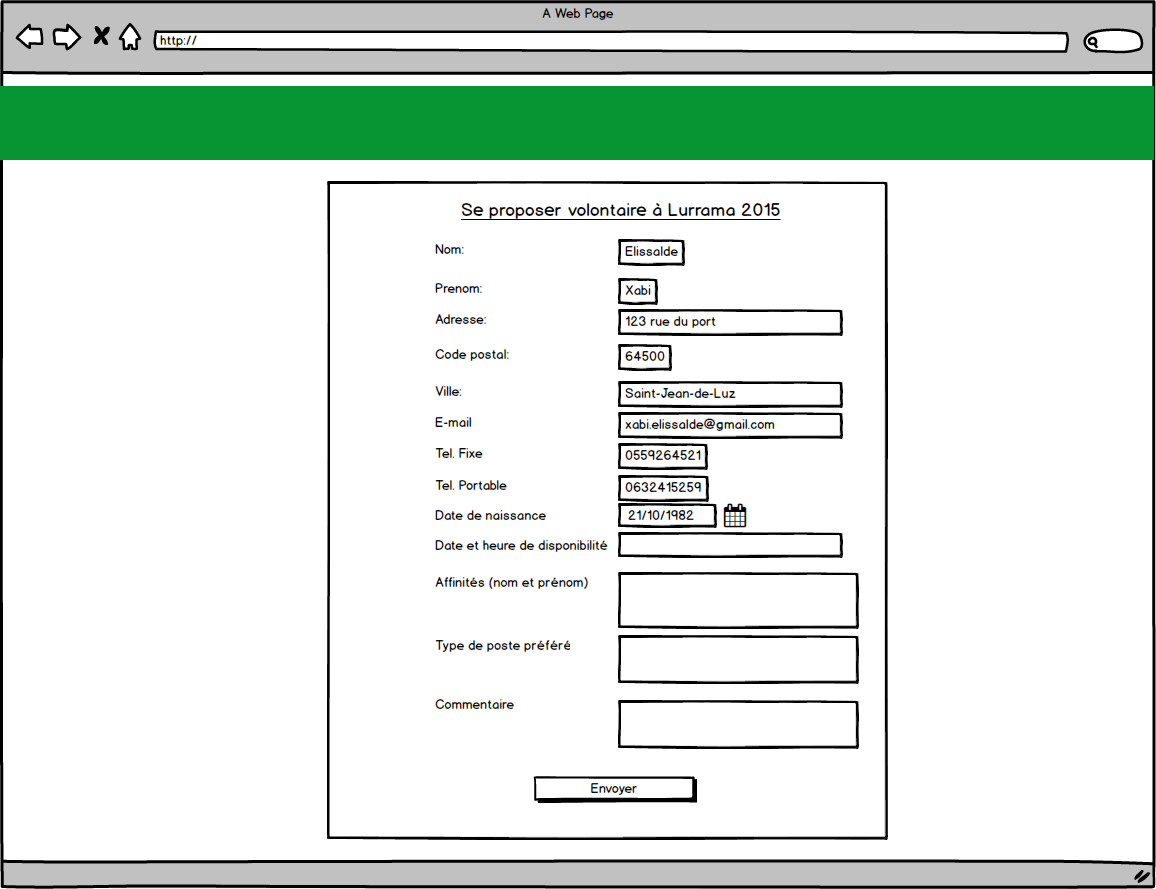 A Web Page
http://
Se proposer volontaire à Lurrama 2015
Nom: Elissalde
Prenom: Xabi
Adresse: 123 rue du port
Code postal: 64500
Ville: Saint-Jean-de-Luz
E-mail xabi.elissalde@gmail.com
Tel. Fixe 0559264521
Tel. Portable 0632415259
Date de naissance 21/10/1982
Date et heure de disponibilité
Affinités (nom et prénom)
Type de poste préféré
Commentaire
Envoyer